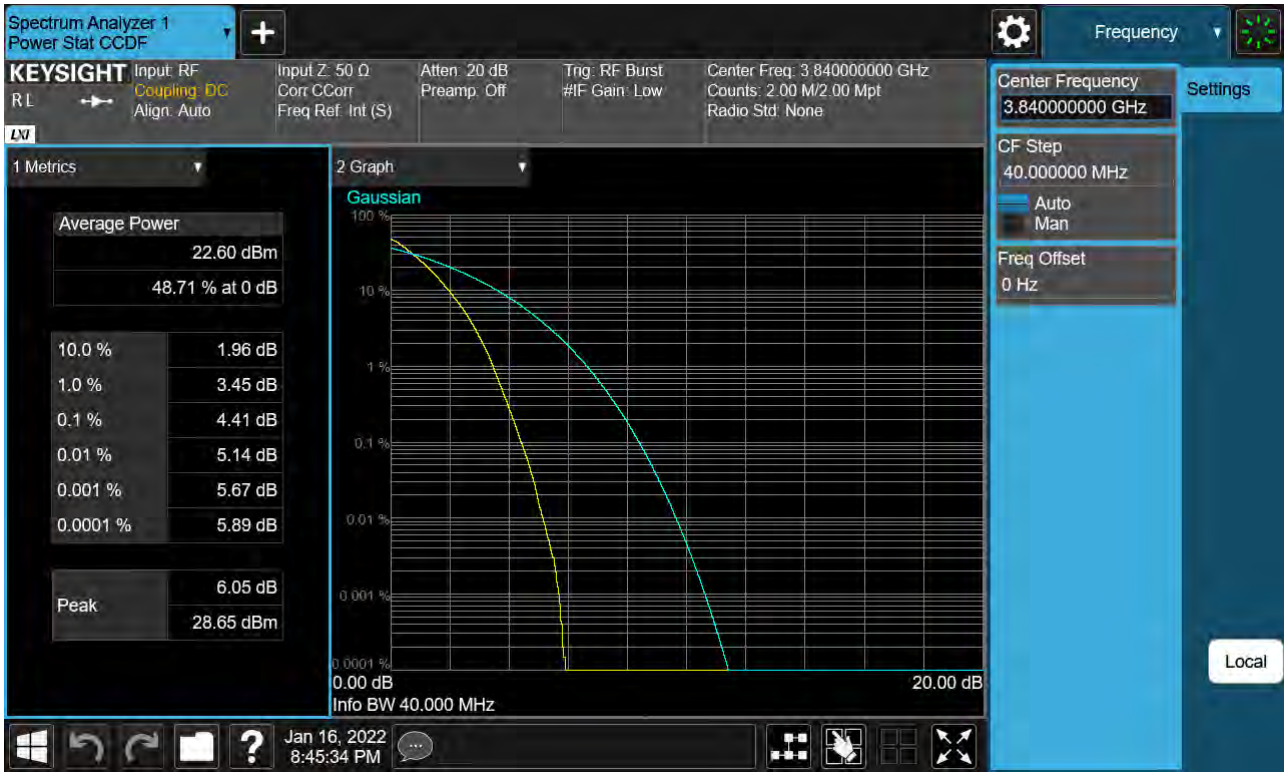 Spectrum Analyzer 1
Power Stat CCDF
Frequency
KEYSIGHT
RL
LXI
Input: RF
Coupling: DC
Align: Auto
Input Z: 50 Ω
Corr CCorr
Freq Ref: Int (S)
Atten: 20 dB
Preamp: Off
Trig: RF Burst
#IF Gain: Low
Center Freq: 3.840000000 GHz
Counts: 2.00 M/2.00 Mpt
Radio Std: None
1 Metrics
Average Power
22.60 dBm
48.71 % at 0 dB
10.0 % 1.96 dB
1.0 % 3.45 dB
0.1 % 4.41 dB
0.01 % 5.14 dB
0.001 % 5.67 dB
0.0001 % 5.89 dB
Peak
6.05 dB
28.65 dBm
2 Graph
Gaussian
100 %
10 %
1 %
0.1 %
0.01 %
0.001 %
0.0001 %
0.00 dB 20.00 dB
Info BW 40.000 MHz
Center Frequency
3.840000000 GHz
CF Step
40.000000 MHz
Auto
Man
Freq Offset
0 Hz
Settings
Local
Jan 16, 2022
8:45:34 PM